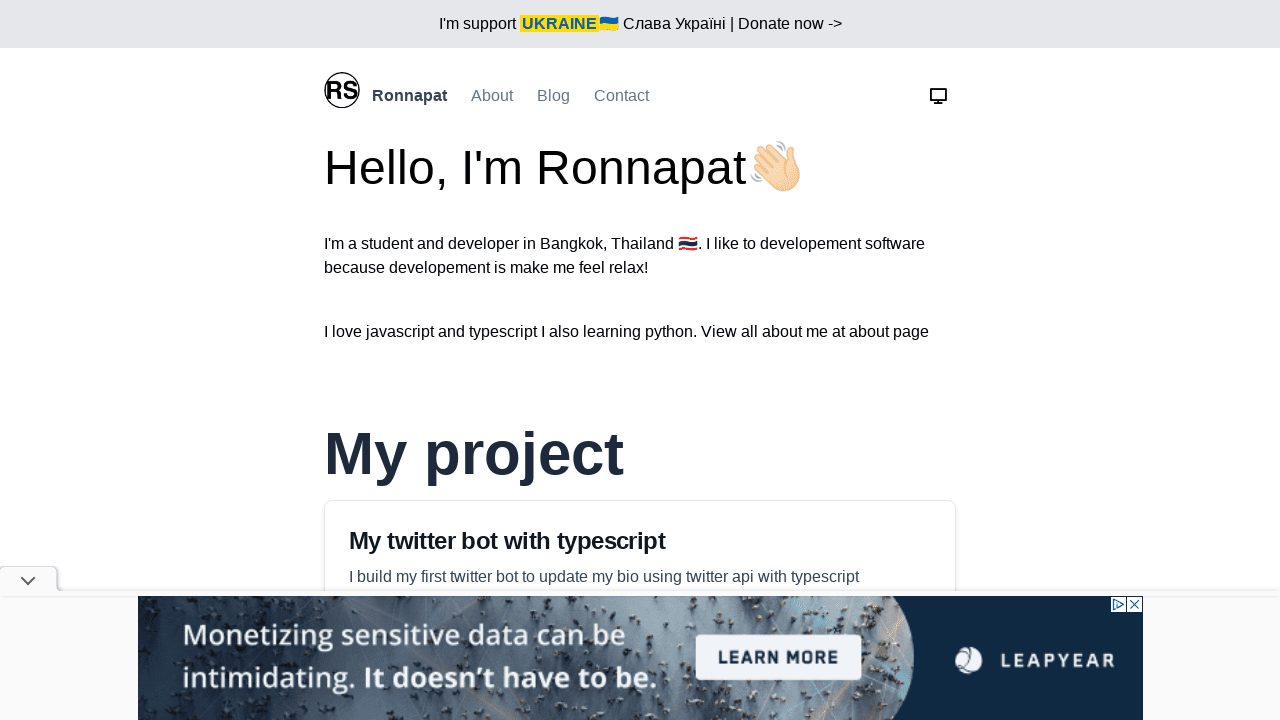 I'm support UKRAINE🇺🇦 Слава Україні | Donate now ->
RS Ronnapat About Blog Contact
Hello, I'm Ronnapat👋🏻
I'm a student and developer in Bangkok, Thailand 🇹🇭. I like to developement software
because developement is make me feel relax!
I love javascript and typescript I also learning python. View all about me at about page
My project
My twitter bot with typescript
I build my first twitter bot to update my bio using twitter api with typescript
Monetizing sensitive data can be
intimidating. It doesn't have to be.
LEARN MORE
LEAPYEAR